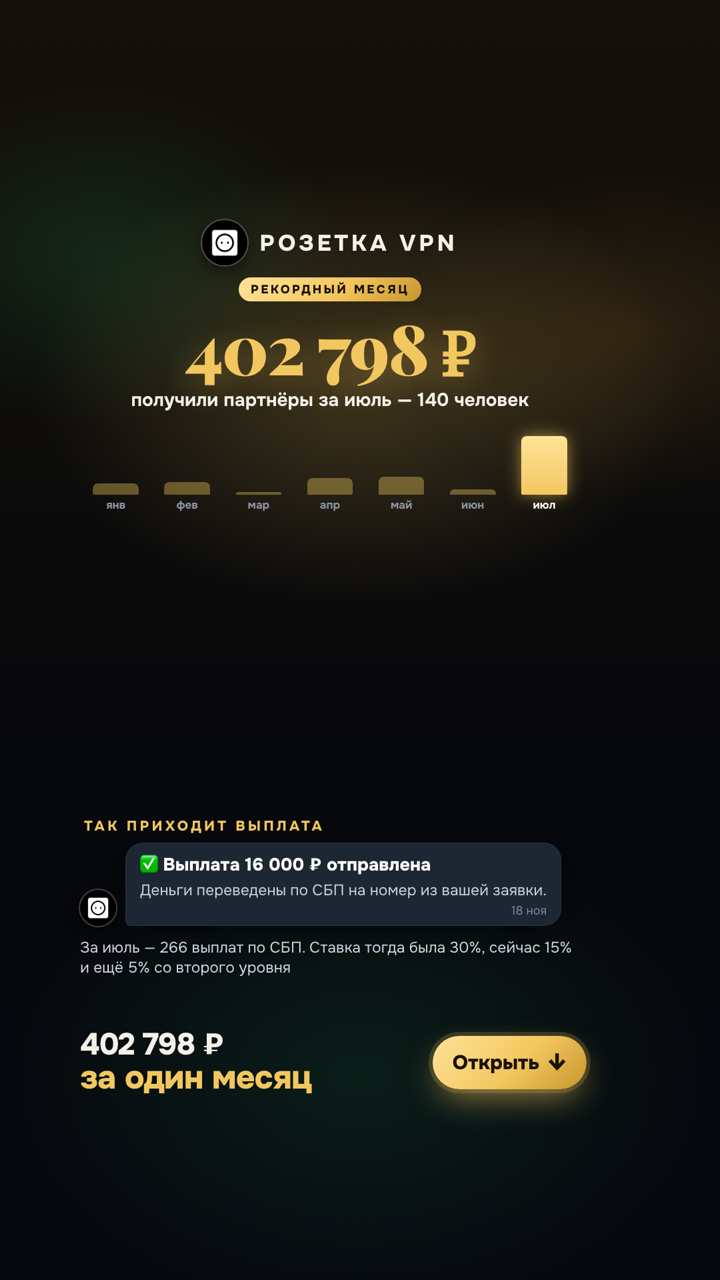 РОЗЕТКА VPN
РЕКОРДНЫЙ МЕСЯЦ
402 798 ₽
получили партнёры за июль — 140 человек
янв фев мар апр май июн июл
ТАК ПРИХОДИТ ВЫПЛАТА
✅ Выплата 16 000 ₽ отправлена
Деньги переведены по СБП на номер из вашей заявки.
18 ноя
За июль — 266 выплат по СБП. Ставка тогда была 30%, сейчас 15%
и ещё 5% со второго уровня
402 798 ₽
за один месяц
Открыть ↓